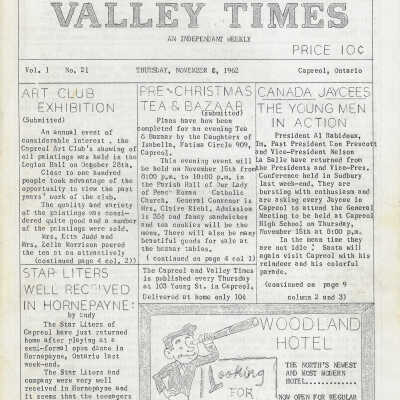 VALLEY TIMES
AN INDEPENDANT WEEKLY
PRICE 10¢
Vol. 1 No. 21 THURSDAY, NOVEMBER 8, 1962 Capreol, Ontario
ART CLUB
EXHIBITION
(Submitted)
An annual event of
considerable interest, the
Capreol Art Club's showing of
oil paintings was held in the
Legion Hall on October 28th.
Close to one hundred
people took advantage of the
opportunity to view the past
years' work of the club.
The quality and variety
of the paintings was consi-
dered quite good and a number
of the paintings were sold.
Mrs. Etta Judd and
Mrs. Zella Morrison poured
the tea at an attractively
(continued page 4 col. 2)
STAR LITERS
WELL RECEIVED
IN HORNEPAYNE:
by Judy
The Star Liters of
Capreol have just returned
home after playing at a
semi-formal open dance in
Hornepayne, Ontario last
week-end.
The Star Liters and
company were very well
received in Hornepayne and
it seems that the teenagers
PRE-CHRISTMAS
TEA & BAZAAR
(submitted)
Plans have been
completed for an evening Tea
& Bazaar by the Daughters of
Isabella, Fatima Circle 909,
Capreol.
This evening event will
be held on November 15th from
8:00 p.m. to 10:00 p.m. in
the Parish Hall of Our Lady
of Peace Roman Catholic
Church, General Convenor is
Mrs. Claire Riehl, Admission
is 35¢ and fancy sandwiches
and tea cookies will be the
menu. There will also be many
beautiful goods for sale at
the bazaar tables.
(continued on page 4 col 1)
The Capreol and Valley Times
is published every Thursday
at 103 Young St. in Capreol.
Delivered at home only 10¢
CANADA JAYCEES
THE YOUNG MEN
IN ACTION
President Al Rabideux,
Im. Past President Len Prescott
and Vice-President Nelson
La Salle have returned from
Presidents and Vice-Pres.
Conference held in Sudbury
last week-end. They are
bursting with enthusiasm and
are asking every Jaycee in
Capreol to attend the General
Meeting to be held at Capreol
High School on Thursday,
November 15th at 8:00 p.m.
In the mean time they
are not idle! Santa will
again visit Capreol with his
reindeer and his colorful
parade.
(continued on page 9
column 2 and 3)
WOODLAND
HOTEL
THE NORTH'S NEWEST
AND MOST MODERN
HOTEL..............
NOW OPEN FOR REGULAR
Looking
FOR